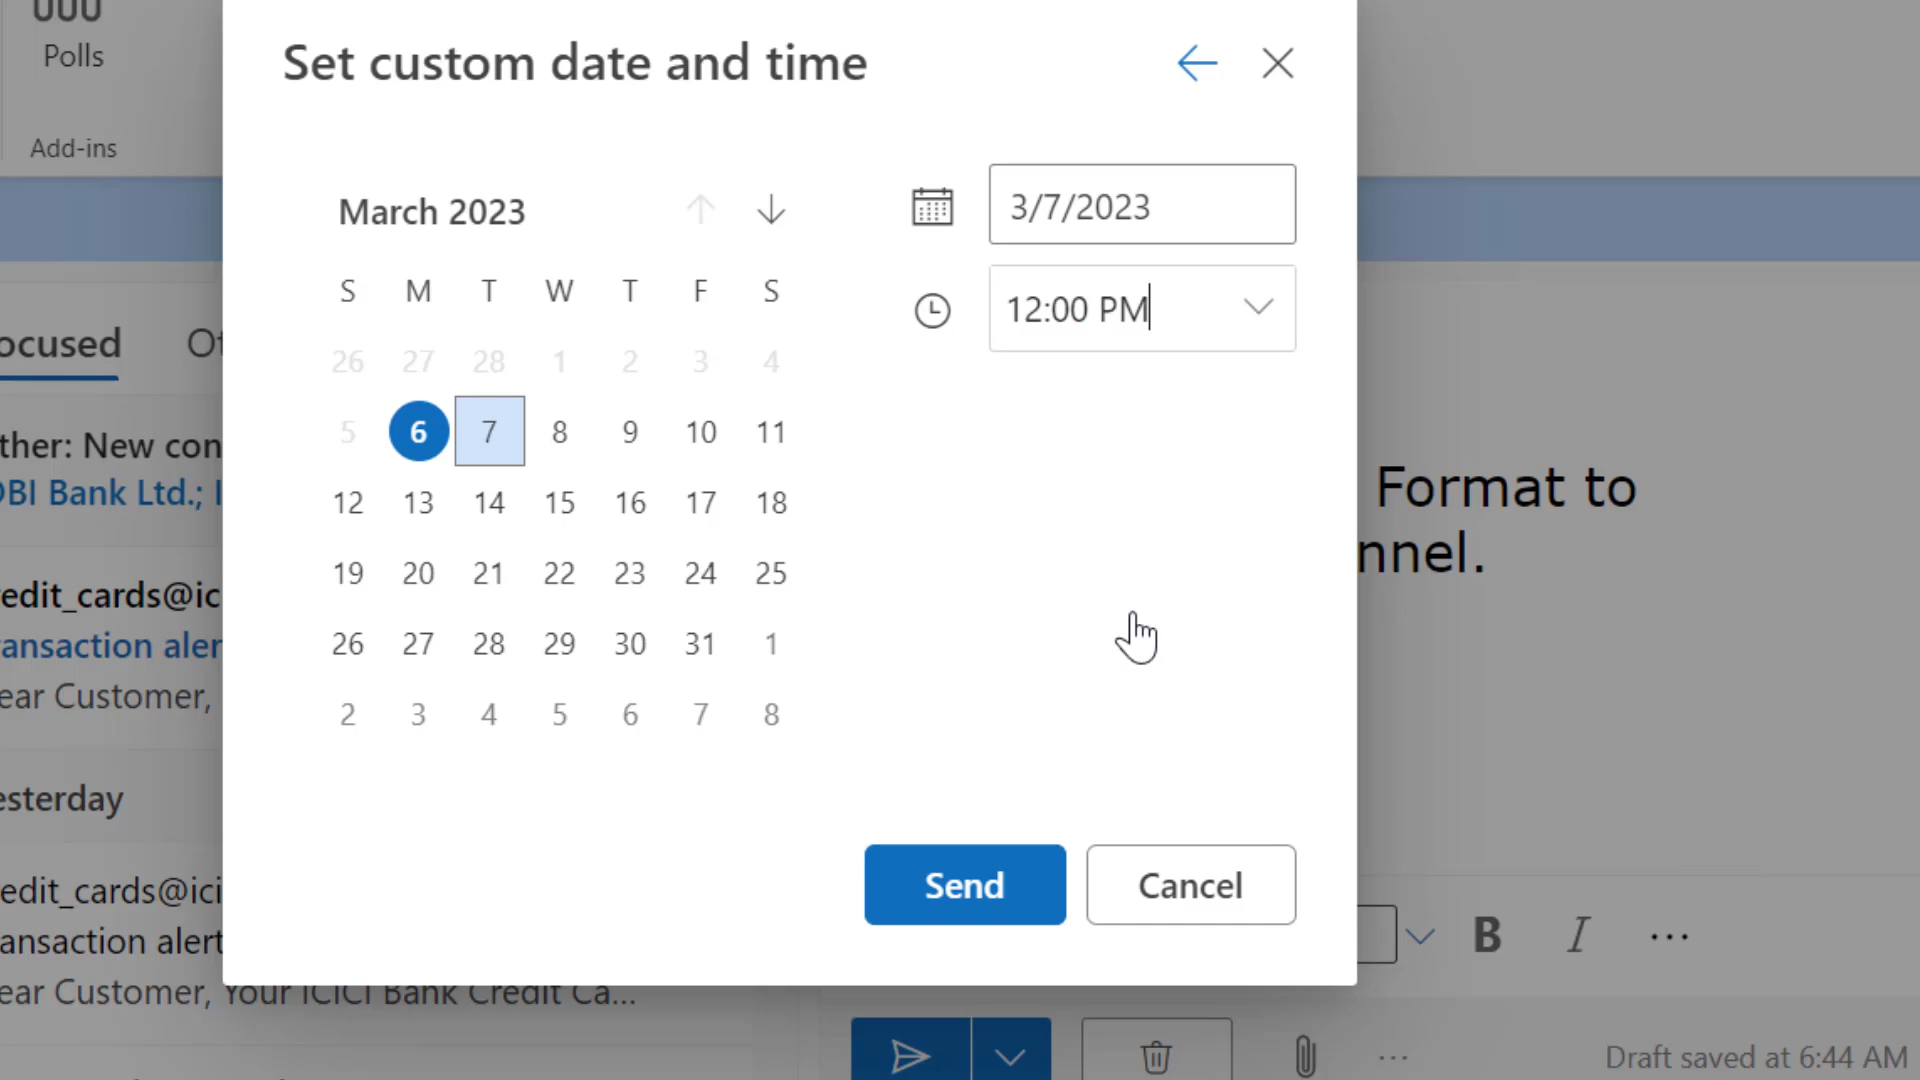 Polls
Add-ins
Set custom date and time
March 2023
S M T W T F S
26 27 28 1 2 3 4
5 6 7 8 9 10 11
12 13 14 15 16 17 18
19 20 21 22 23 24 25
26 27 28 29 30 31 1
2 3 4 5 6 7 8
3/7/2023
12:00 PM
Send
Cancel
ocused
Ot
ther: New con
BI Bank Ltd.; I
edit_cards@ici
ransaction aler
ear Customer,
esterday
edit_cards@ici
ansaction alert
ear Customer, Your ICICI Bank Credit Ca...
Format to
nnel.
B I ...
Draft saved at 6:44 AM